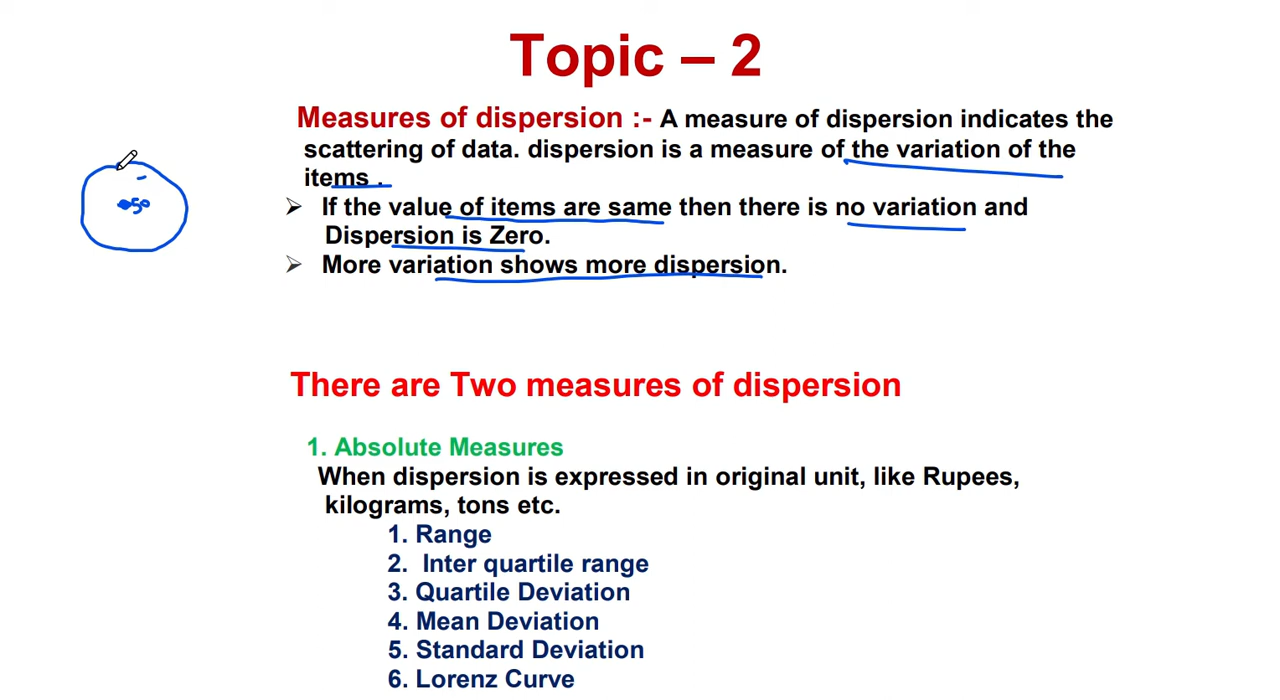 Topic – 2
Measures of dispersion :- A measure of dispersion indicates the
scattering of data. dispersion is a measure of the variation of the
items .
50
➢ If the value of items are same then there is no variation and
Dispersion is Zero.
➢ More variation shows more dispersion.
There are Two measures of dispersion
1. Absolute Measures
When dispersion is expressed in original unit, like Rupees,
kilograms, tons etc.
1. Range
2. Inter quartile range
3. Quartile Deviation
4. Mean Deviation
5. Standard Deviation
6. Lorenz Curve